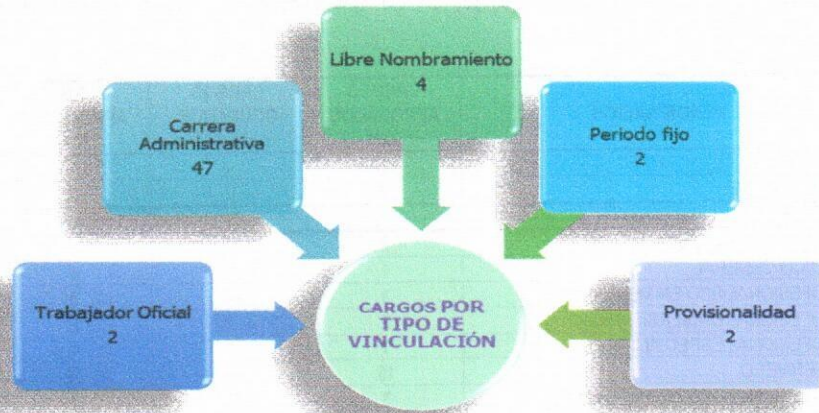 Libre Nombramiento
4
Carrera
Administrativa
47
Periodo fijo
2
Trabajador Oficial
2
CARGOS POR
TIPO DE
VINCULACIÓN
Provisionalidad
2